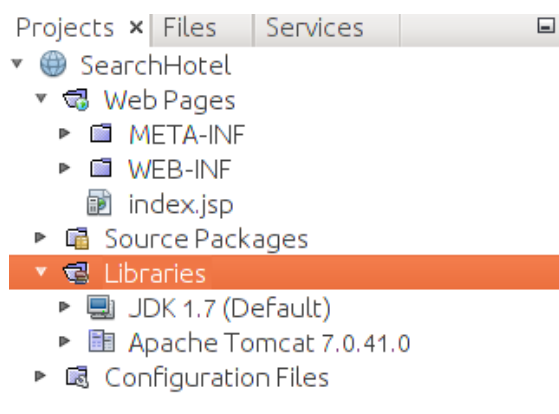 Projects × Files Services
SearchHotel
Web Pages
META-INF
WEB-INF
index.jsp
Source Packages
Libraries
JDK 1.7 (Default)
Apache Tomcat 7.0.41.0
Configuration Files